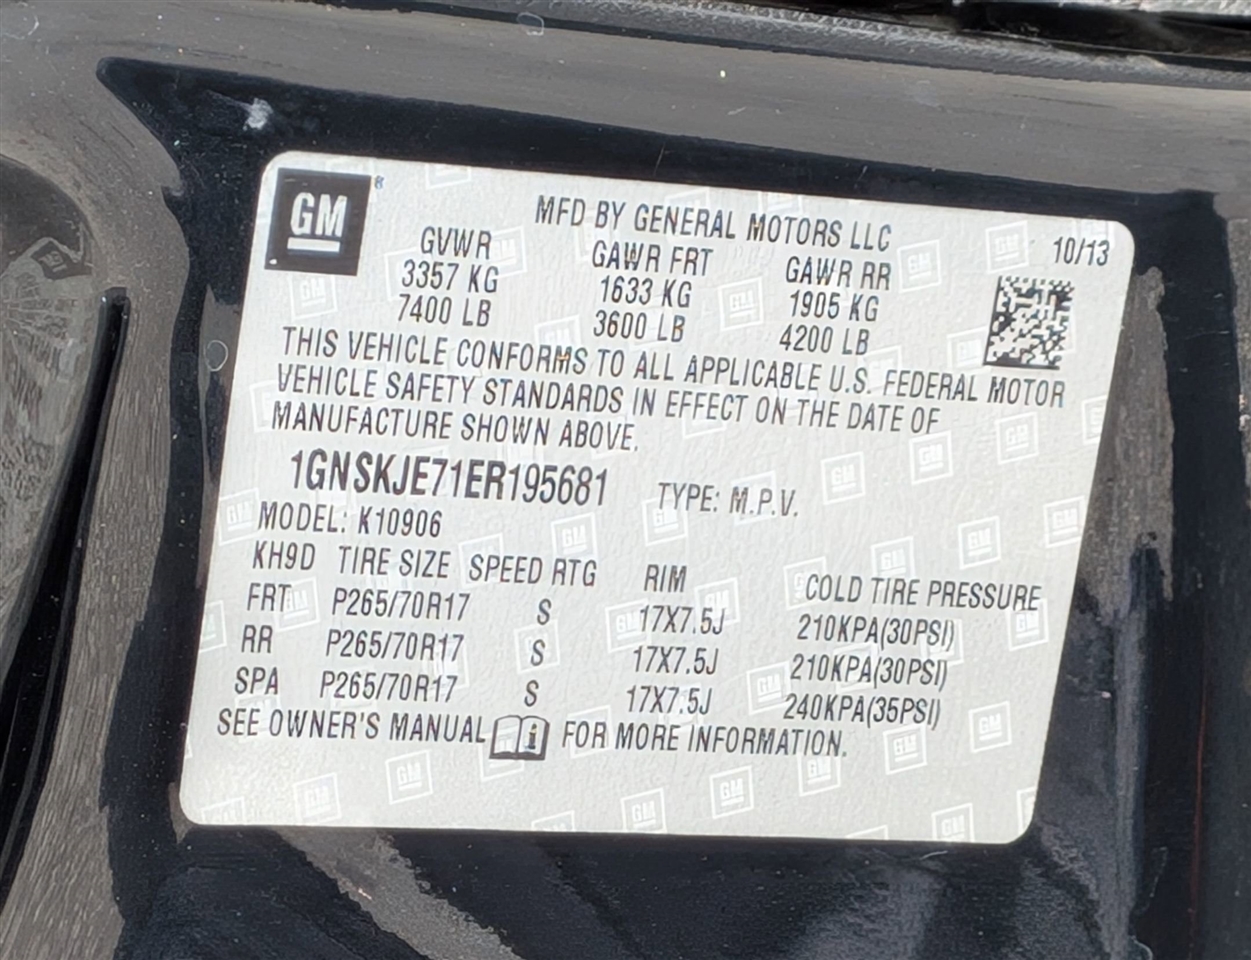 GM
MFD BY GENERAL MOTORS LLC
10/13
GVWR GAWR FRT GAWR RR
3357 KG 1633 KG 1905 KG
7400 LB 3600 LB 4200 LB
THIS VEHICLE CONFORMS TO ALL APPLICABLE U.S. FEDERAL MOTOR
VEHICLE SAFETY STANDARDS IN EFFECT ON THE DATE OF
MANUFACTURE SHOWN ABOVE.
1GNSKJE71ER195681 TYPE: M.P.V.
MODEL: K10906
KH9D TIRE SIZE SPEED RTG RIM COLD TIRE PRESSURE
FRT P265/70R17 S 17X7.5J 210KPA(30PSI)
RR P265/70R17 S 17X7.5J 210KPA(30PSI)
SPA P265/70R17 S 17X7.5J 240KPA(35PSI)
SEE OWNER'S MANUAL i FOR MORE INFORMATION.